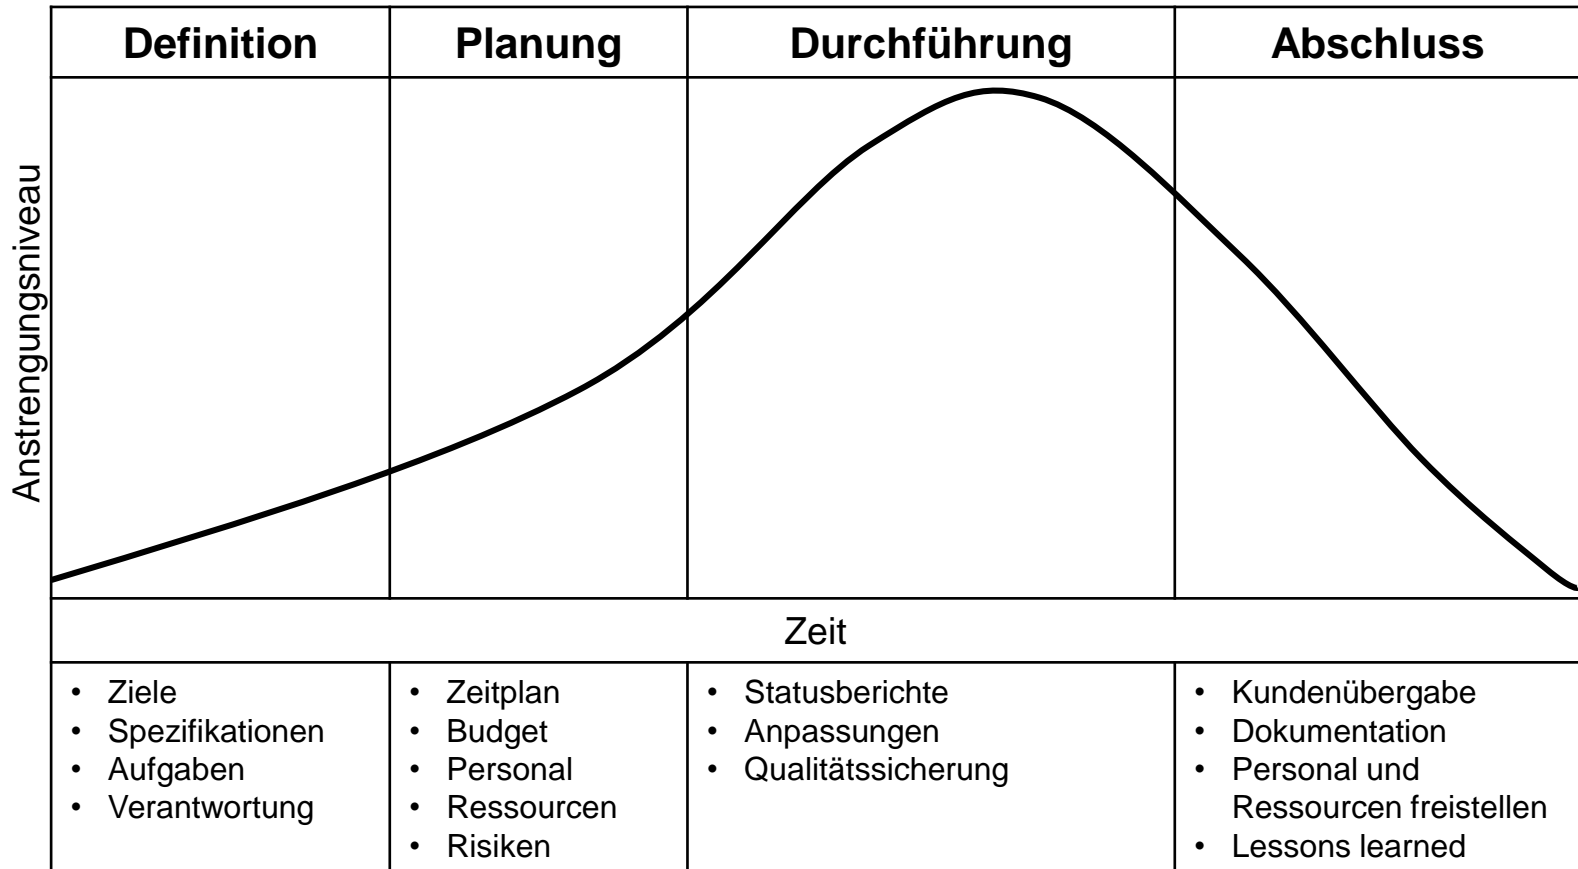 Definition
Planung
Durchführung
Abschluss
Anstrengungsniveau
Zeit
• Ziele
• Spezifikationen
• Aufgaben
• Verantwortung
• Zeitplan
• Budget
• Personal
• Ressourcen
• Risiken
• Statusberichte
• Anpassungen
• Qualitätssicherung
• Kundenübergabe
• Dokumentation
• Personal und
Ressourcen freistellen
• Lessons learned